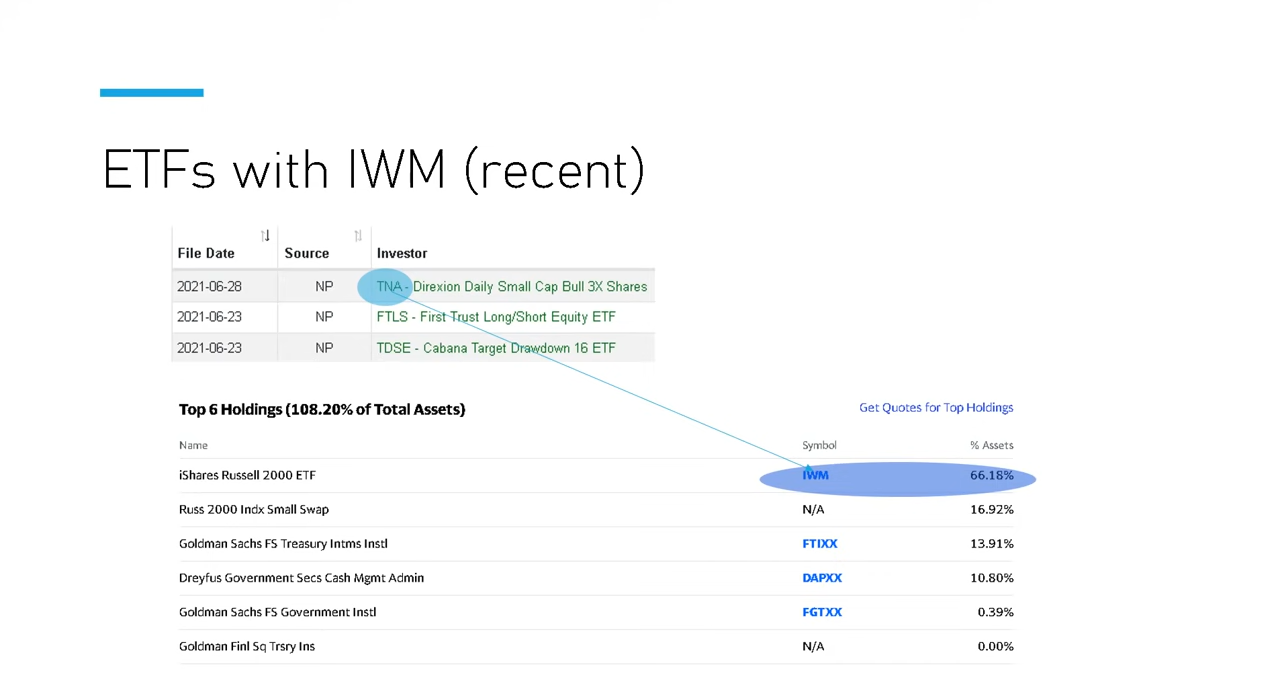 ETFs with IWM (recent)
File Date Source Investor
2021-06-28 NP TNA - Direxion Daily Small Cap Bull 3X Shares
2021-06-23 NP FTLS - First Trust Long/Short Equity ETF
2021-06-23 NP TDSE - Cabana Target Drawdown 16 ETF
Top 6 Holdings (108.20% of Total Assets) Get Quotes for Top Holdings
Name Symbol % Assets
iShares Russell 2000 ETF IWM 66.18%
Russ 2000 Indx Small Swap N/A 16.92%
Goldman Sachs FS Treasury Intms Instl FTIXX 13.91%
Dreyfus Government Secs Cash Mgmt Admin DAPXX 10.80%
Goldman Sachs FS Government Instl FGTXX 0.39%
Goldman Finl Sq Trsry Ins N/A 0.00%